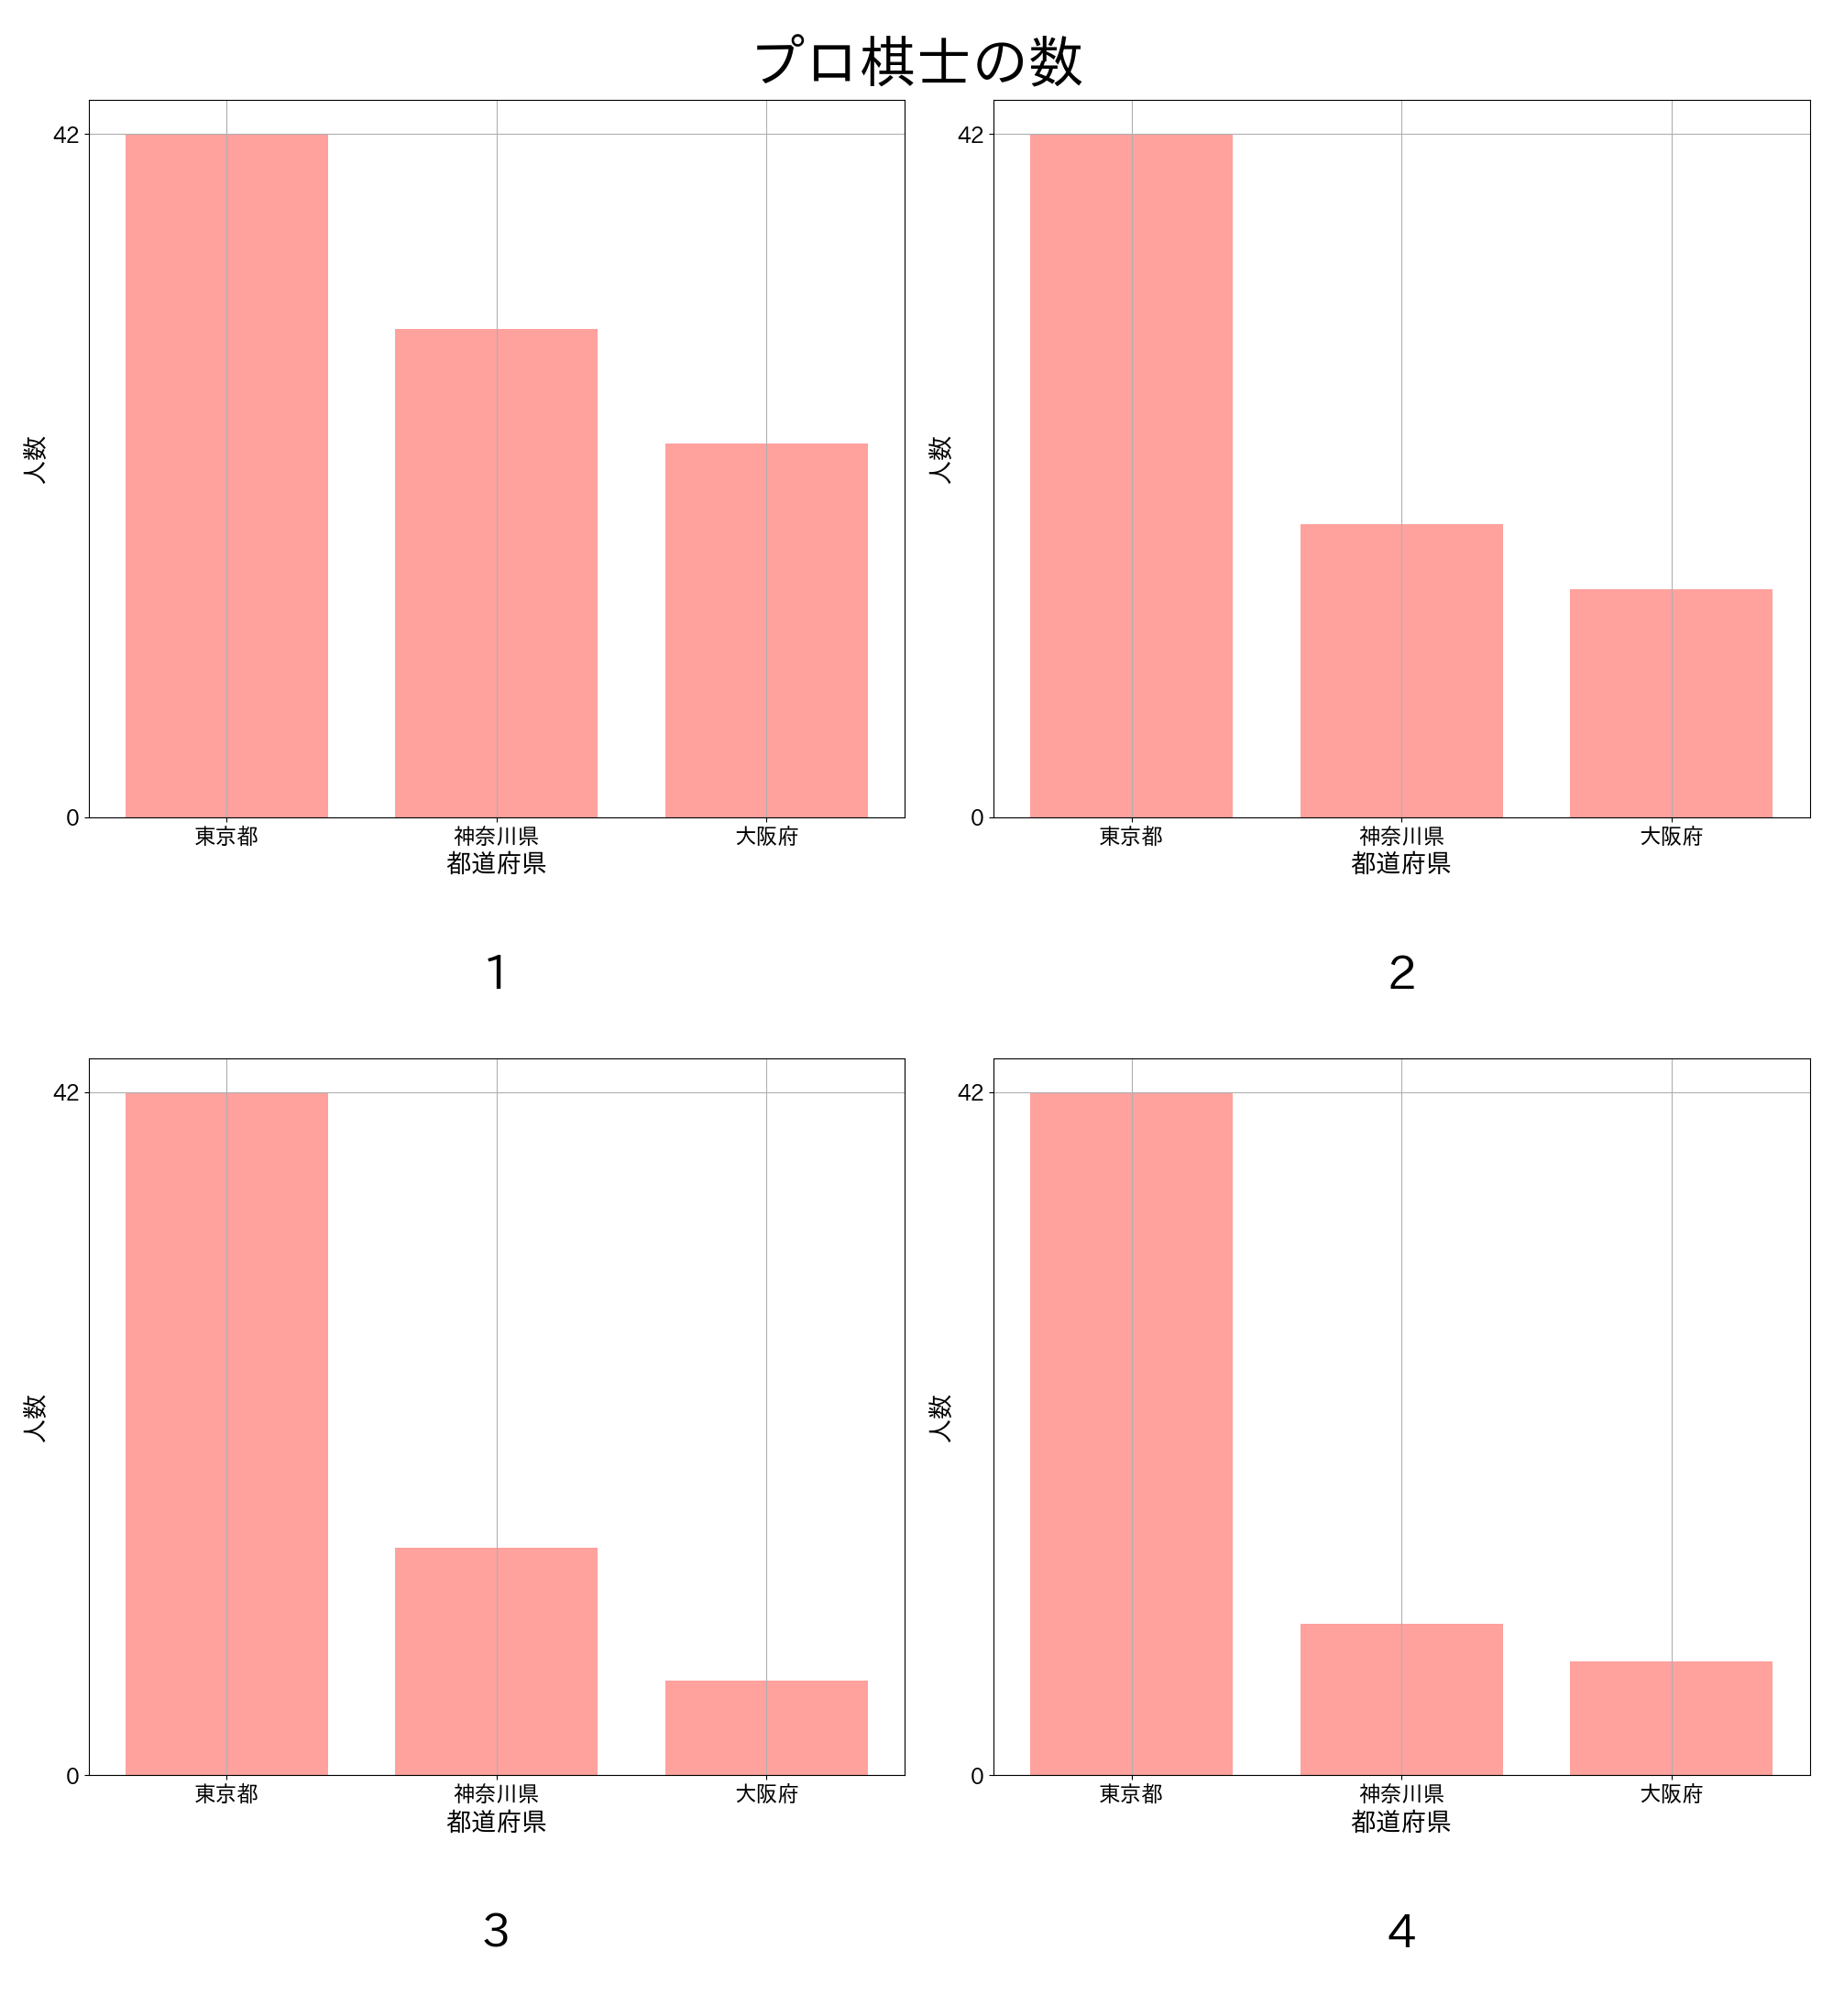 プロ棋士の数
42
人数
0
東京都 神奈川県 大阪府
都道府県
1
42
人数
0
東京都 神奈川県 大阪府
都道府県
2
42
人数
0
東京都 神奈川県 大阪府
都道府県
3
42
人数
0
東京都 神奈川県 大阪府
都道府県
4